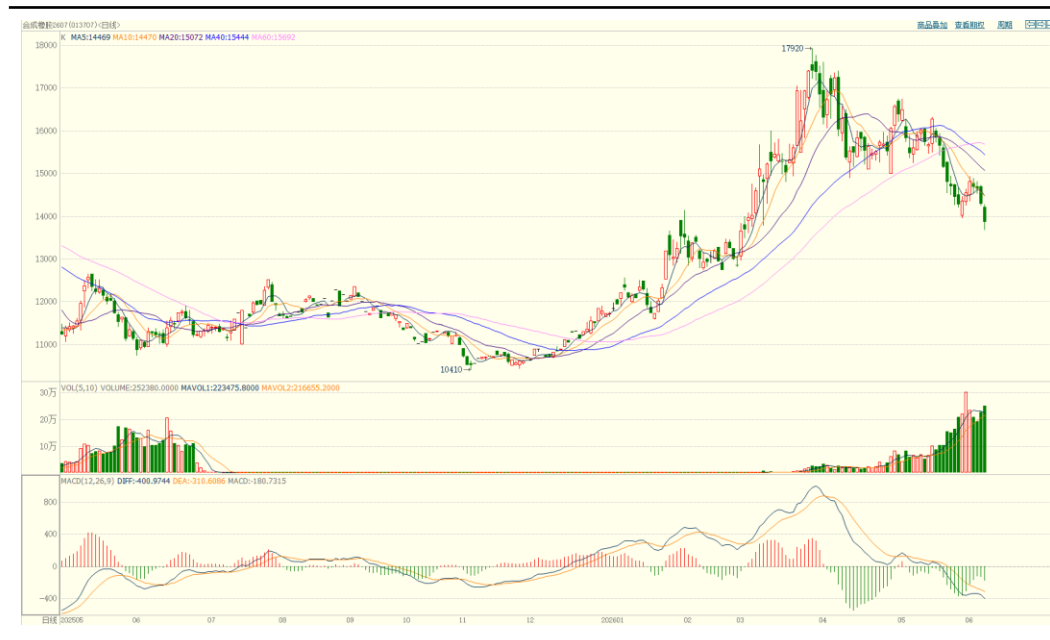 合成橡胶2607(013707)<日线>
商品叠加 查看期权 周期
K MA5:14469 MA10:14470 MA20:15072 MA40:15444 MA60:15692
18000
17920→
17000
16000
15000
14000
13000
12000
11000
10410→
VOL(5,10) VOLUME:252380.0000 MAVOL1:223475.8000 MAVOL2:216655.2000
30万
20万
10万
MACD(12,26,9) DIFF:-400.9744 DEA:-310.6086 MACD:-180.7315
800
400
0
-400
日线 202505 06 07 08 09 10 11 12 202601 02 03 04 05 06